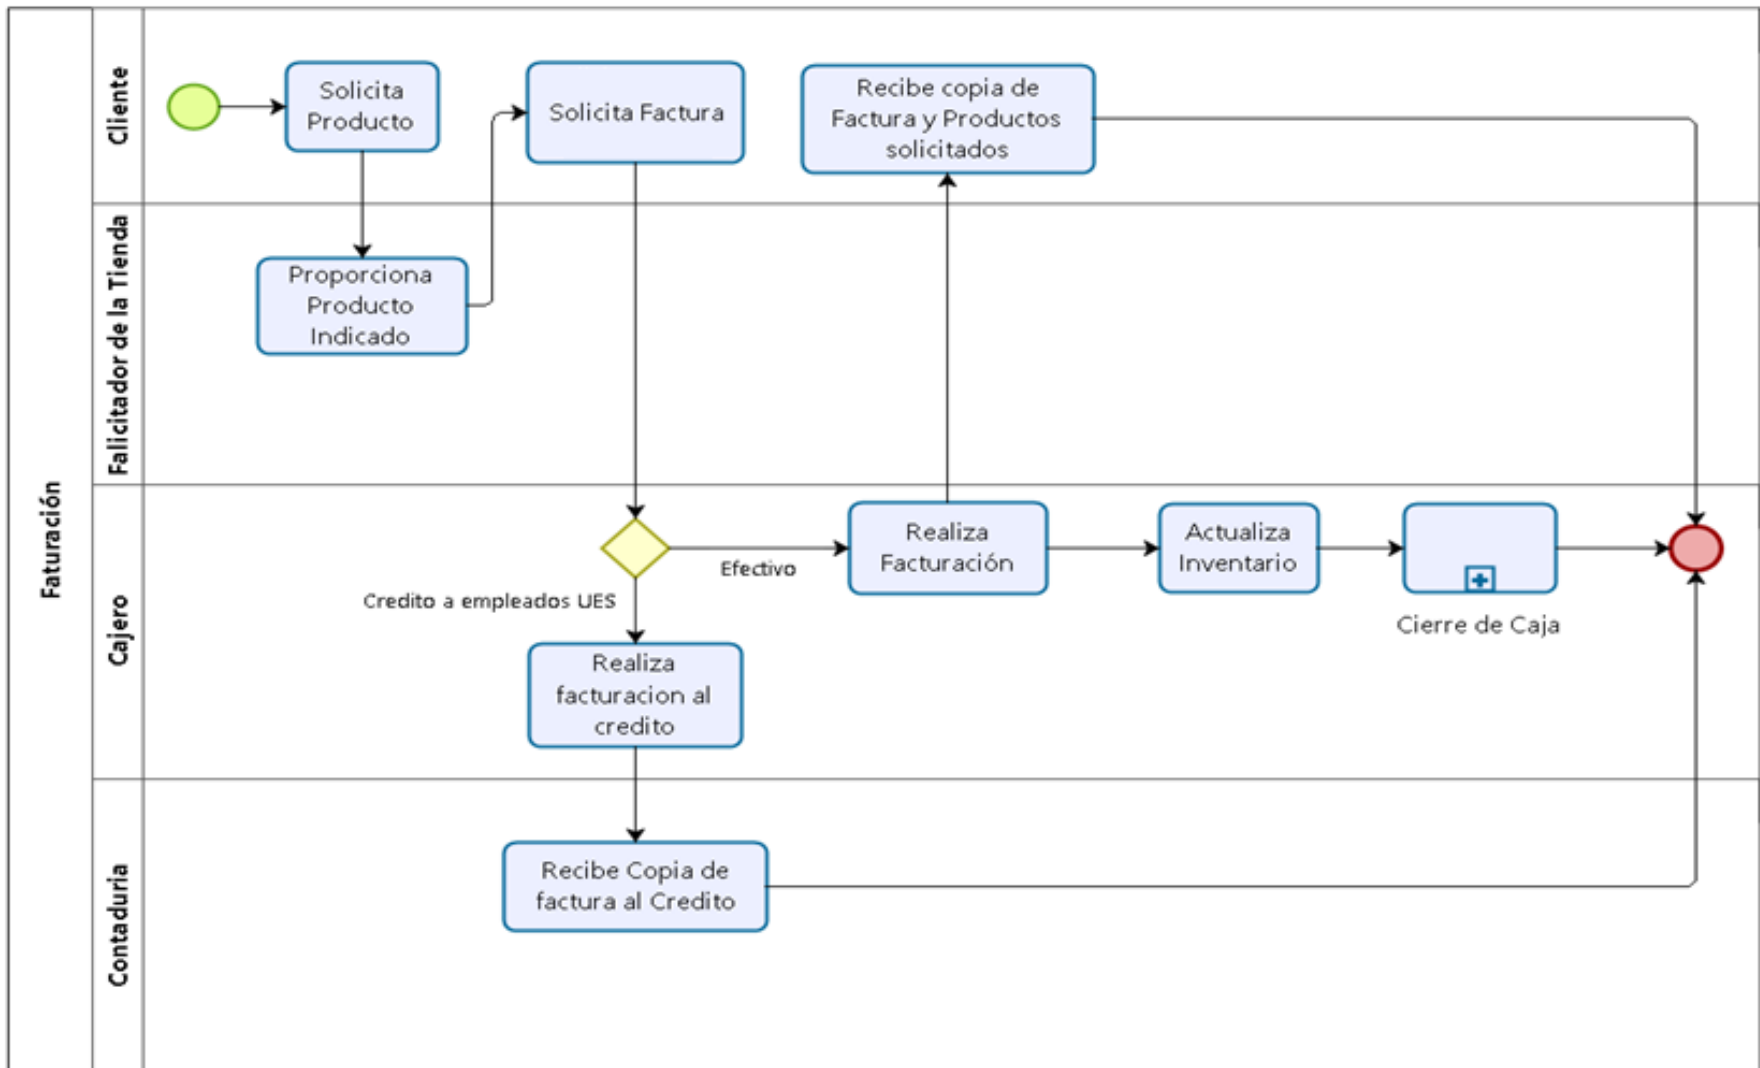 Faturación
Cliente
Solicita
Producto
Solicita Factura
Recibe copia de
Factura y Productos
solicitados
Falicitador de la Tienda
Proporciona
Producto
Indicado
Cajero
Efectivo
Credito a empleados UES
Realiza
Facturación
Actualiza
Inventario
Cierre de Caja
Realiza
facturacion al
credito
Contaduria
Recibe Copia de
factura al Credito